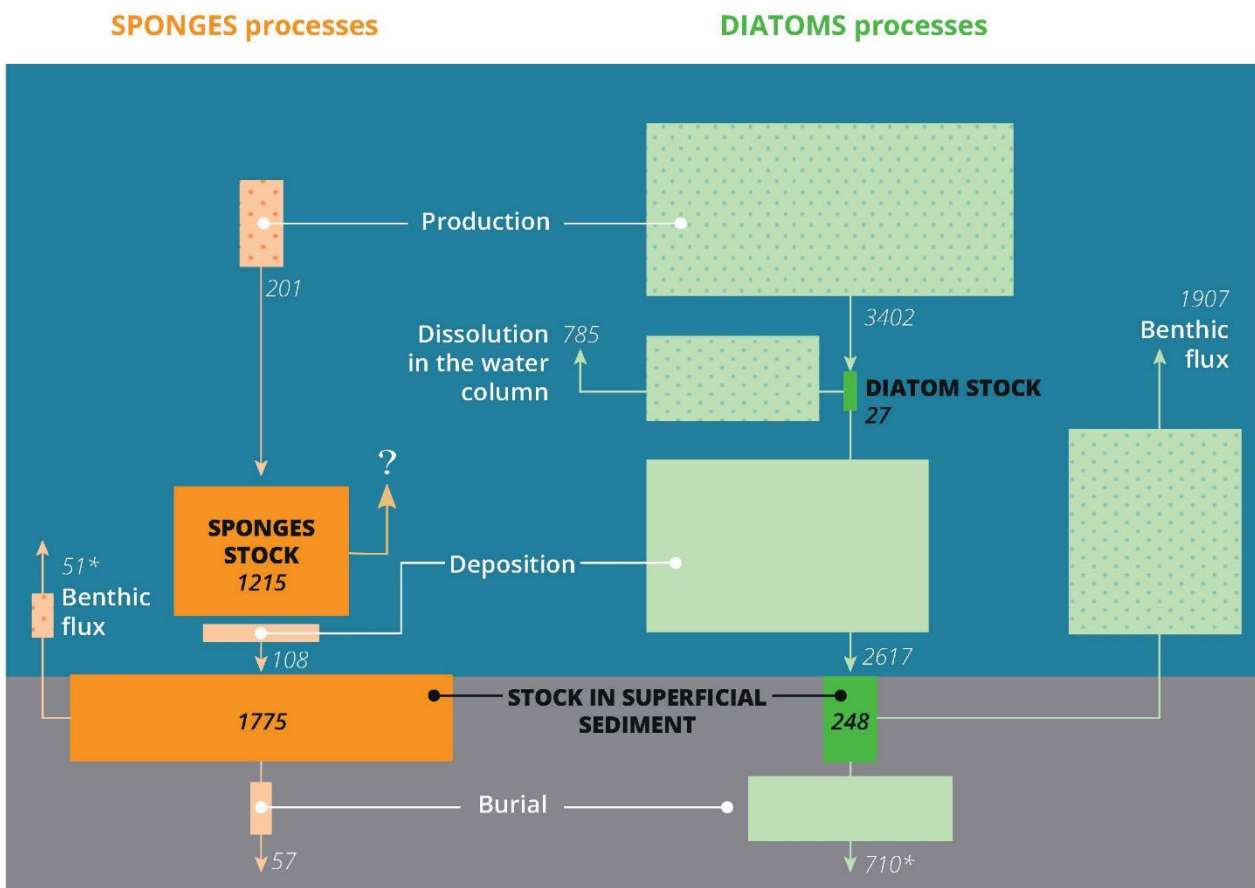 SPONGES processes
DIATOMS processes
Production
201
3402
1907
Benthic
flux
Dissolution
in the water
column
785
DIATOM STOCK
27
?
SPONGES
STOCK
1215
Deposition
51*
Benthic
flux
108
2617
STOCK IN SUPERFICIAL
SEDIMENT
1775
248
Burial
57
710*